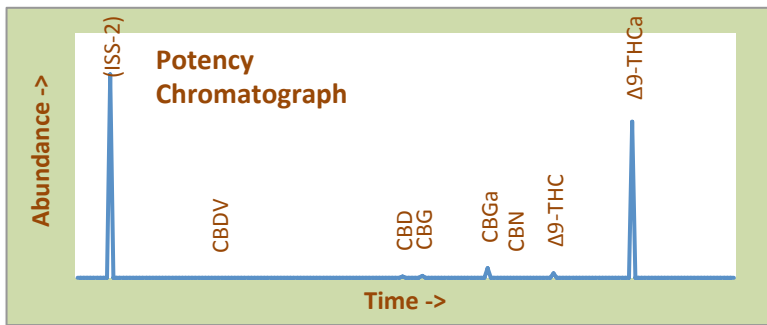 (ISS-2)
Potency
Chromatograph
Δ9-THCa
Abundance ->
CBDV
CBD
CBG
CBGa
CBN
Δ9-THC
Time ->